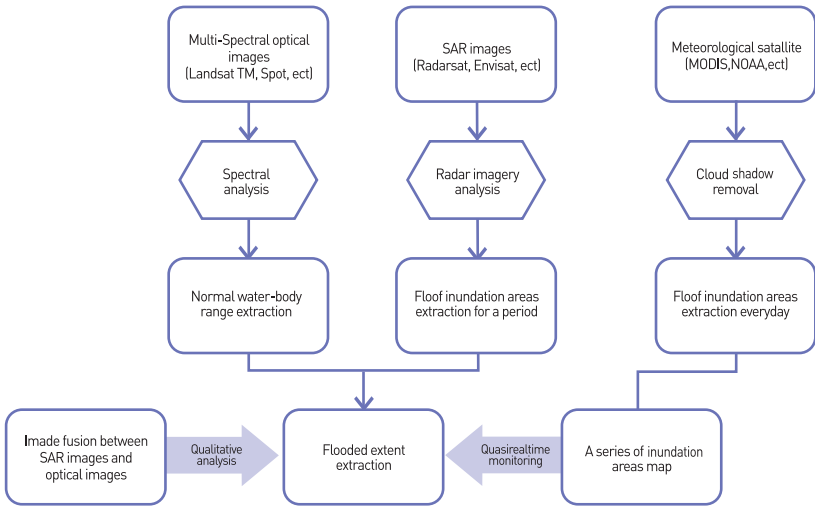 Multi-Spectral optical
images
(Landsat TM, Spot, ect)
SAR images
(Radarsat, Envisat, ect)
Meteorological satallite
(MODIS,NOAA,ect)
Spectral
analysis
Radar imagery
analysis
Cloud shadow
removal
Normal water-body
range extraction
Floof inundation areas
extraction for a period
Floof inundation areas
extraction everyday
Imade fusion between
SAR images and
optical images
Qualitative
analysis
Flooded extent
extraction
Quasirealtime
monitoring
A series of inundation
areas map